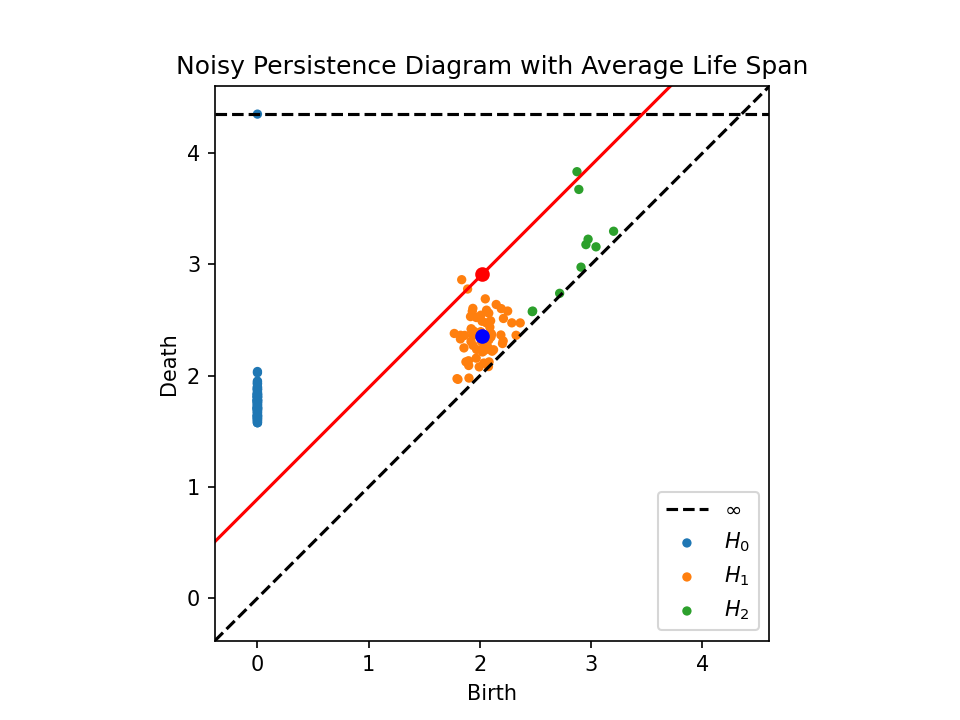 Noisy Persistence Diagram with Average Life Span
Death
4
3
2
1
0
0 1 2 3 4
Birth
∞
H₀
H₁
H₂